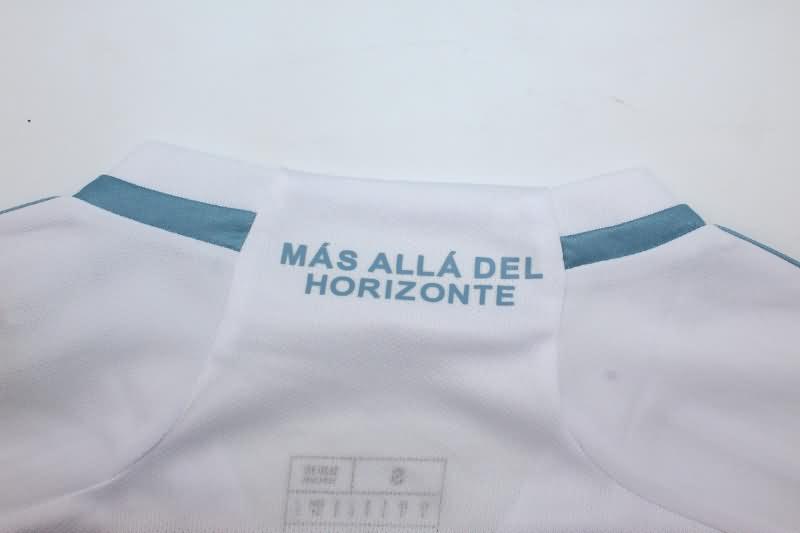 MÁS ALLÁ DEL
HORIZONTE